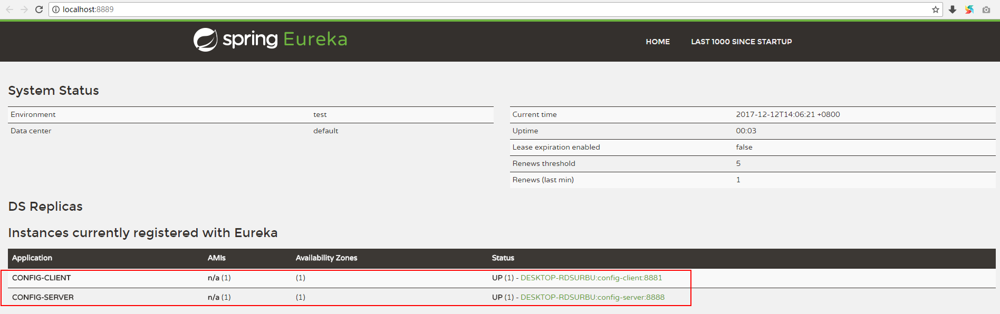 localhost:8889
spring Eureka
HOME LAST 1000 SINCE STARTUP
System Status
Environment test
Data center default
Current time 2017-12-12T14:06:21 +0800
Uptime 00:03
Lease expiration enabled false
Renews threshold 5
Renews (last min) 1
DS Replicas
Instances currently registered with Eureka
Application AMIs Availability Zones Status
CONFIG-CLIENT n/a (1) (1) UP (1) - DESKTOP-RDSURBU:config-client:8881
CONFIG-SERVER n/a (1) (1) UP (1) - DESKTOP-RDSURBU:config-server:8888